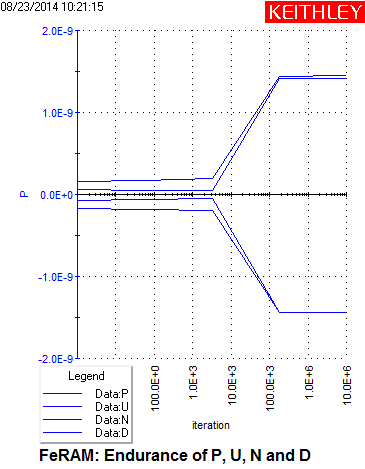 08/23/2014 10:21:15
KEITHLEY
2.0E-9
1.0E-9
P
0.0E+0
-1.0E-9
-2.0E-9
100.0E+0
1.0E+3
10.0E+3
100.0E+3
1.0E+6
10.0E+6
iteration
Legend
Data:P
Data:U
Data:N
Data:D
FeRAM: Endurance of P, U, N and D